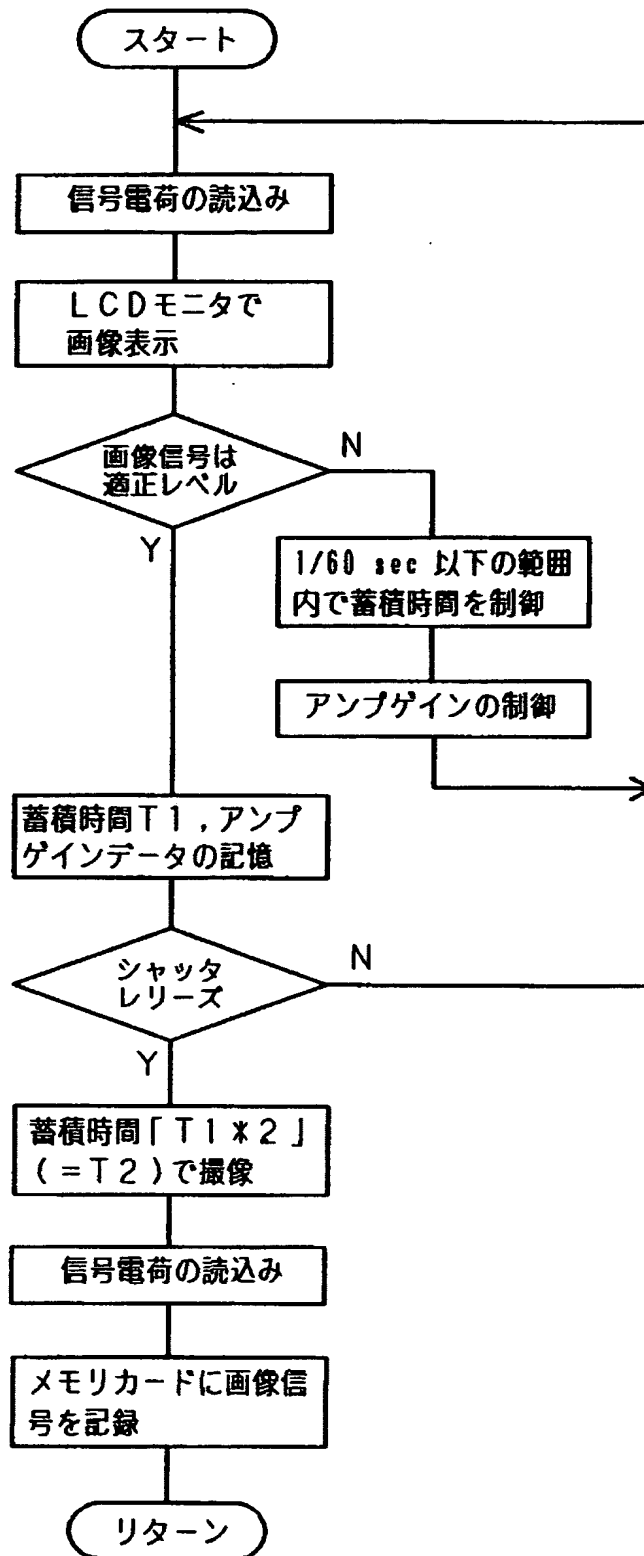 スタート
信号電荷の読込み
LCDモニタで
画像表示
画像信号は
適正レベル
N
Y
1/60 sec 以下の範囲
内で蓄積時間を制御
アンプゲインの制御
蓄積時間T1,アンプ
ゲインデータの記憶
シャッタ
レリーズ
N
Y
蓄積時間「T1*2」
(=T2)で撮像
信号電荷の読込み
メモリカードに画像信
号を記録
リターン